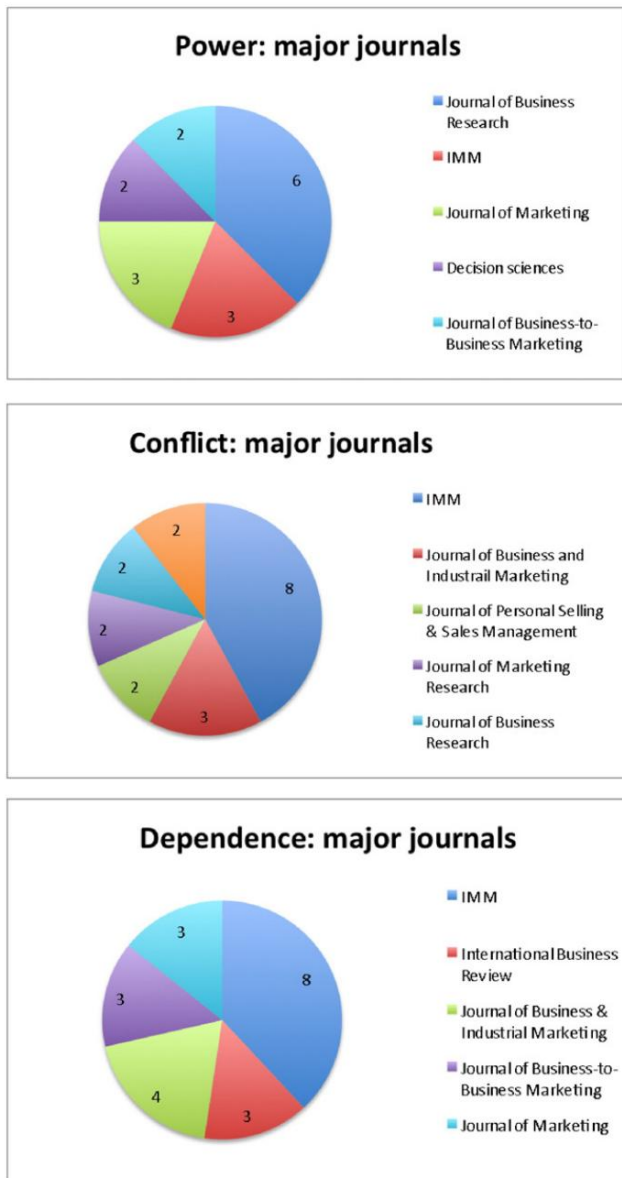 Power: major journals
2
6
2
3
3
Journal of Business
Research
IMM
Journal of Marketing
Decision sciences
Journal of Business-to-
Business Marketing
Conflict: major journals
2
8
2
2
2
3
IMM
Journal of Business and
Industrail Marketing
Journal of Personal Selling
& Sales Management
Journal of Marketing
Research
Journal of Business
Research
Dependence: major journals
3
8
3
4
3
IMM
International Business
Review
Journal of Business &
Industrial Marketing
Journal of Business-to-
Business Marketing
Journal of Marketing